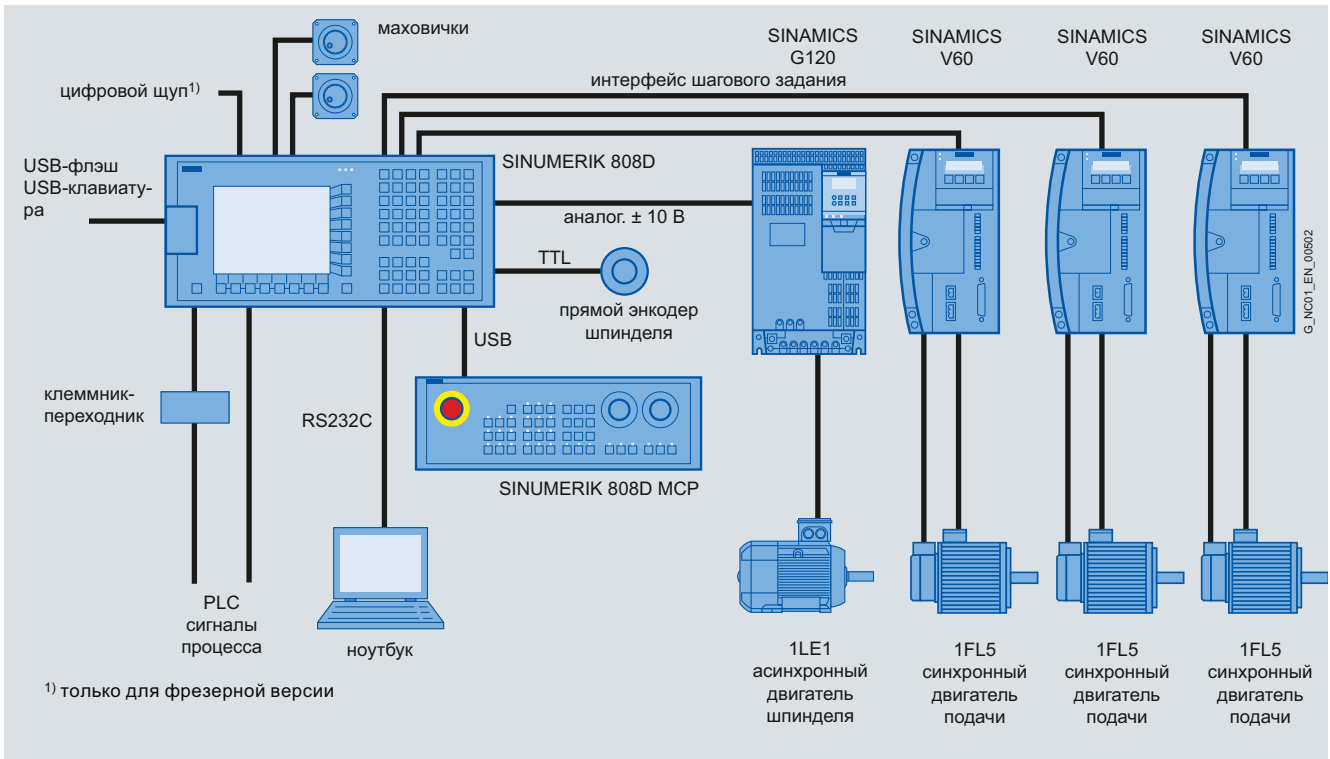 маховички
SINAMICS
G120
SINAMICS
V60
SINAMICS
V60
SINAMICS
V60
интерфейс шагового задания
цифровой щуп1)
USB-флэш
USB-клавиату-
ра
SINUMERIK 808D
аналог. ± 10 В
TTL
прямой энкодер
шпинделя
USB
G_NC01_EN_00502
клеммник-
переходник
RS232C
SINUMERIK 808D MCP
PLC
сигналы
процесса
ноутбук
1LE1
асинхронный
двигатель
шпинделя
1FL5
синхронный
двигатель
подачи
1FL5
синхронный
двигатель
подачи
1FL5
синхронный
двигатель
подачи
1) только для фрезерной версии